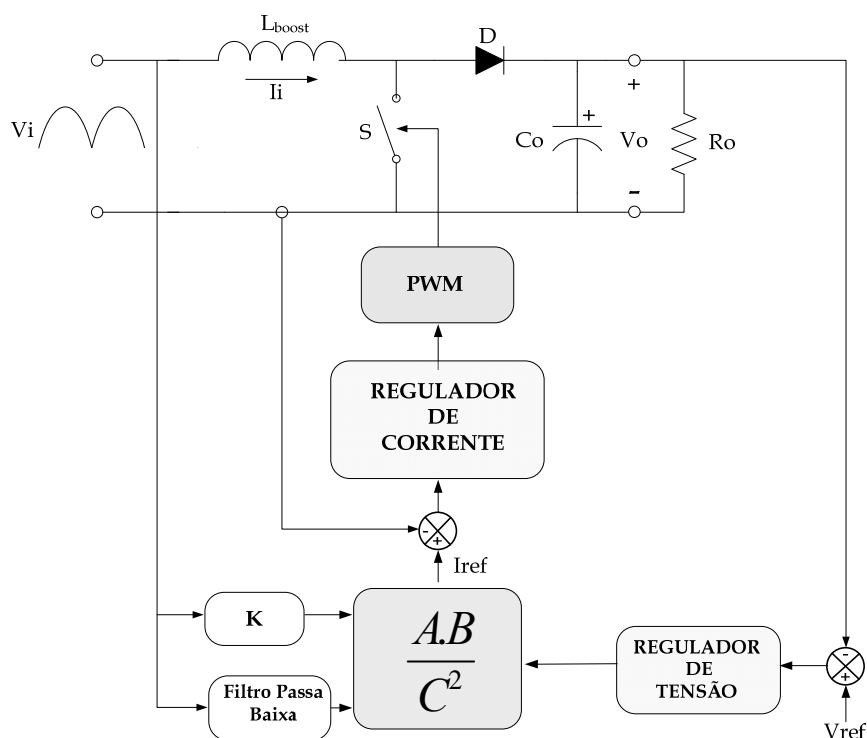 Lboost
D
Ii
Vi
S
+
Co
+
Vo
-
Ro
PWM
REGULADOR
DE
CORRENTE
-
+
Iref
K
A.B
C²
Filtro Passa
Baixa
REGULADOR
DE
TENSÃO
-
+
Vref